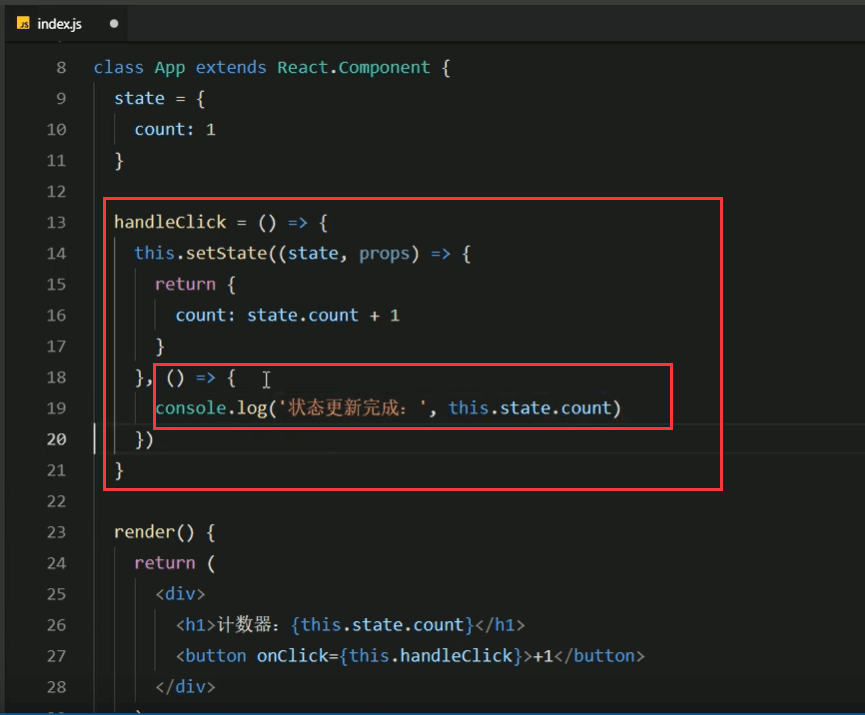 JS index.js
8 class App extends React.Component {
9 state = {
10 count: 1
11 }
12
13 handleClick = () => {
14 this.setState((state, props) => {
15 return {
16 count: state.count + 1
17 }
18 }, () => {
19 console.log('状态更新完成：', this.state.count)
20 })
21 }
22
23 render() {
24 return (
25 <div>
26 <h1>计数器：{this.state.count}</h1>
27 <button onClick={this.handleClick}>+1</button>
28 </div>